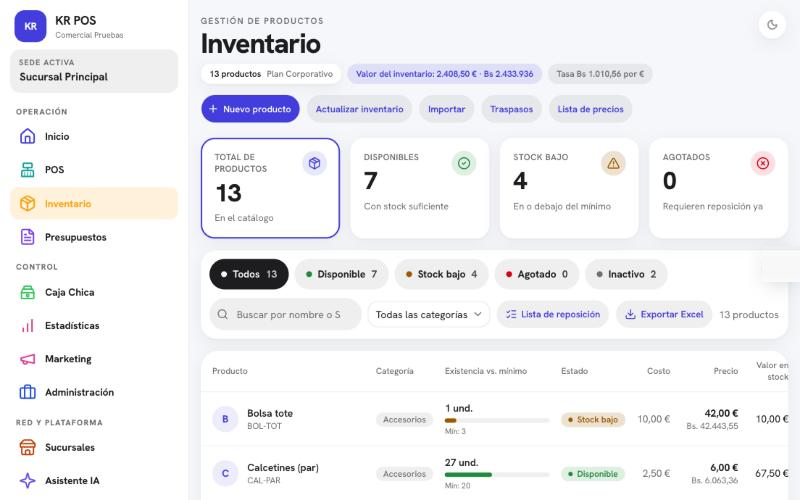 KR
KR POS
Comercial Pruebas
SEDE ACTIVA
Sucursal Principal
OPERACIÓN
Inicio
POS
Inventario
Presupuestos
CONTROL
Caja Chica
Estadísticas
Marketing
Administración
RED Y PLATAFORMA
Sucursales
Asistente IA
GESTIÓN DE PRODUCTOS
Inventario
13 productos Plan Corporativo
Valor del inventario: 2.408,50 € · Bs 2.433.936
Tasa Bs 1.010,56 por €
+ Nuevo producto
Actualizar inventario
Importar
Traspasos
Lista de precios
TOTAL DE PRODUCTOS
13
En el catálogo
DISPONIBLES
7
Con stock suficiente
STOCK BAJO
4
En o debajo del mínimo
AGOTADOS
0
Requieren reposición ya
Todos 13
Disponible 7
Stock bajo 4
Agotado 0
Inactivo 2
Buscar por nombre o S
Todas las categorías
Lista de reposición
Exportar Excel
13 productos
Producto Categoría Existencia vs. mínimo Estado Costo Precio Valor en stock
B Bolsa tote
BOL-TOT
Accesorios
1 und.
Mín: 3
Stock bajo
10,00 €
42,00 €
Bs. 42.443,55
10,00 €
C Calcetines (par)
CAL-PAR
Accesorios
27 und.
Mín: 20
Disponible
2,50 €
6,00 €
Bs. 6.063,36
67,50 €